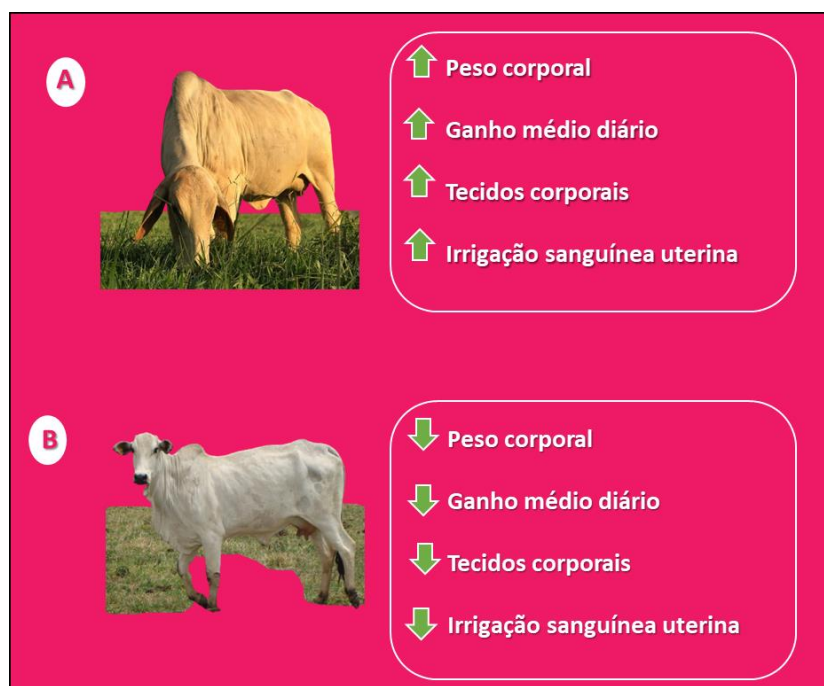 A
Peso corporal
Ganho médio diário
Tecidos corporais
Irrigação sanguínea uterina
B
Peso corporal
Ganho médio diário
Tecidos corporais
Irrigação sanguínea uterina